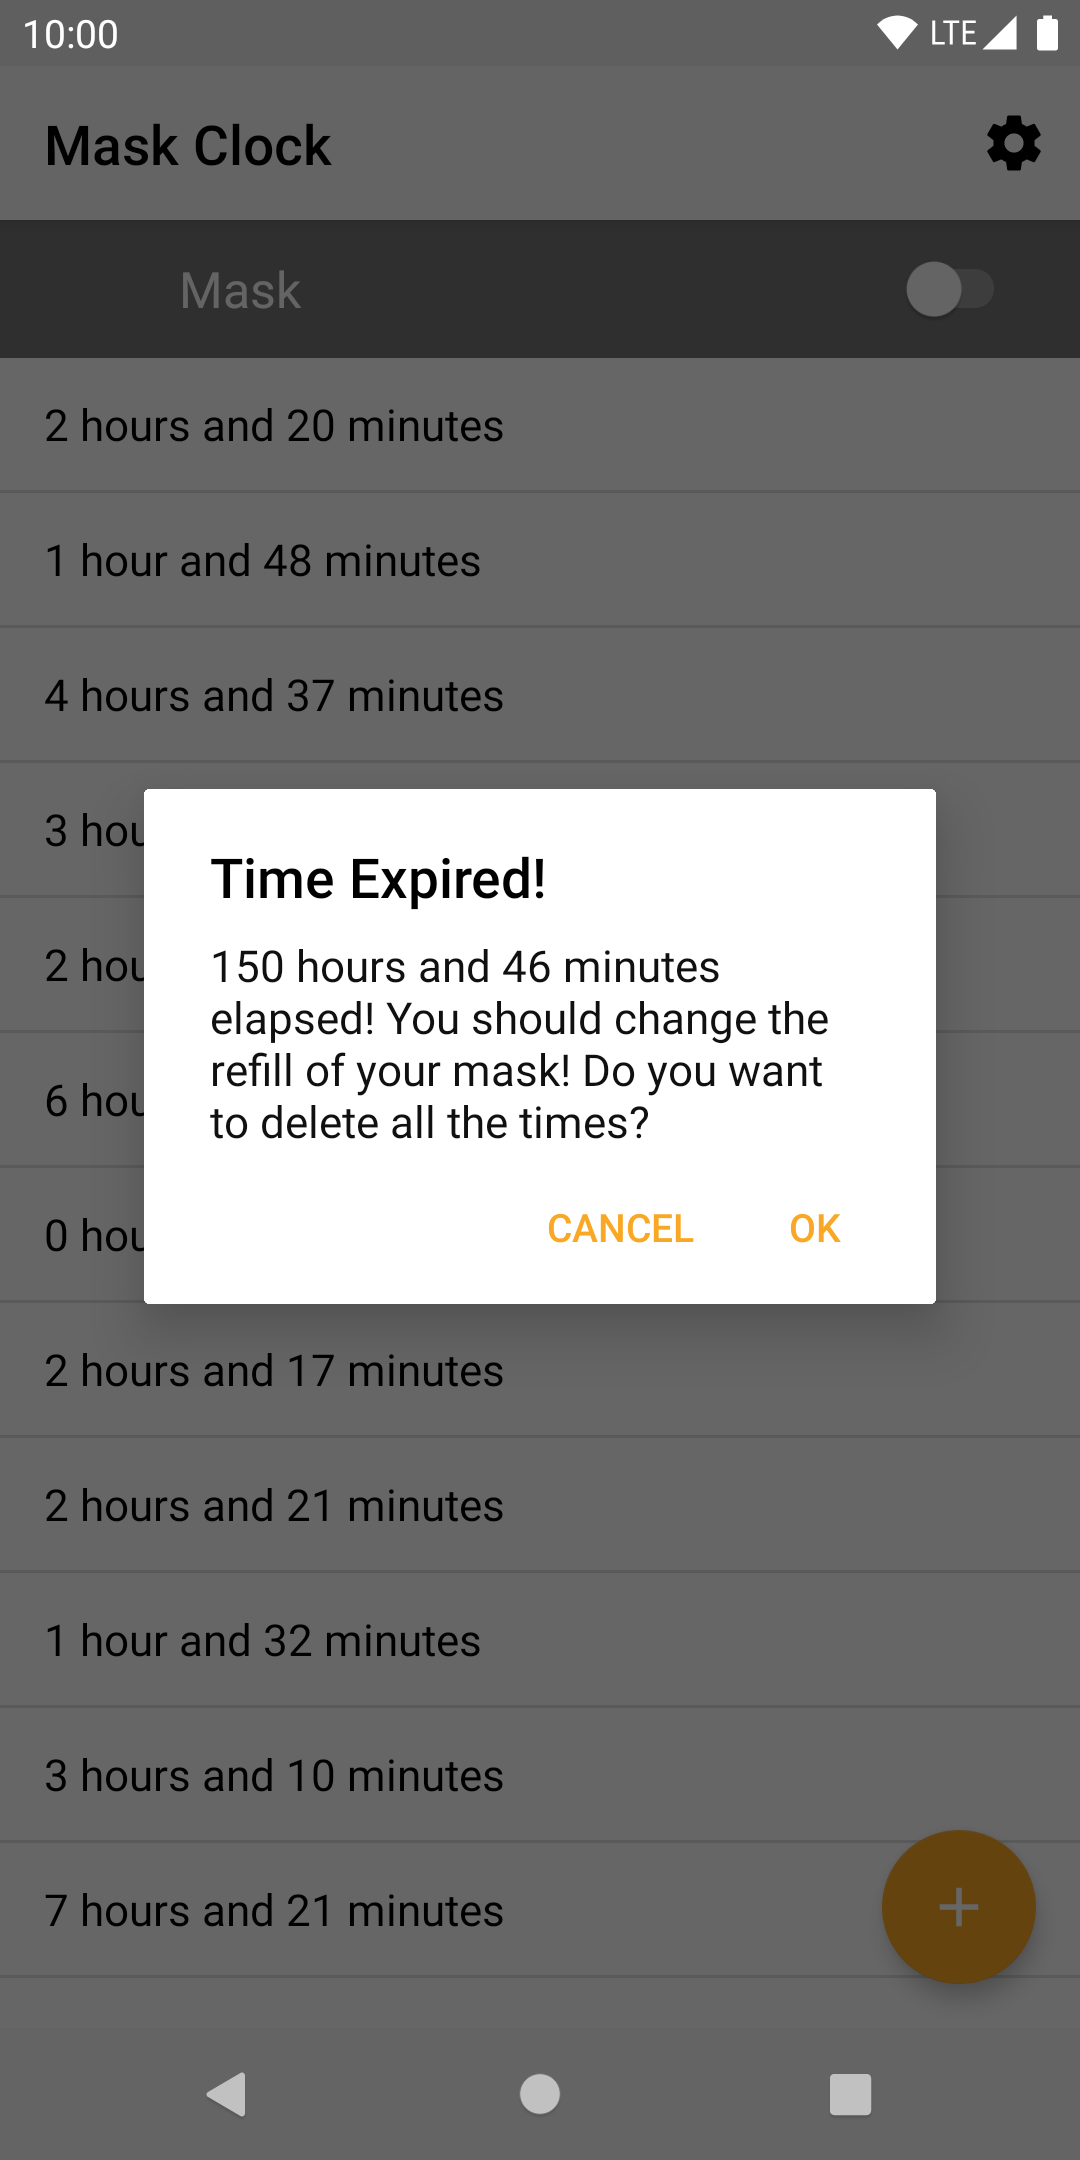 10:00 LTE
Mask Clock
Mask
2 hours and 20 minutes
1 hour and 48 minutes
4 hours and 37 minutes
3 hou
Time Expired!
150 hours and 46 minutes
elapsed! You should change the
refill of your mask! Do you want
to delete all the times?
CANCEL OK
2 hou
6 hou
0 hou
2 hours and 17 minutes
2 hours and 21 minutes
1 hour and 32 minutes
3 hours and 10 minutes
7 hours and 21 minutes